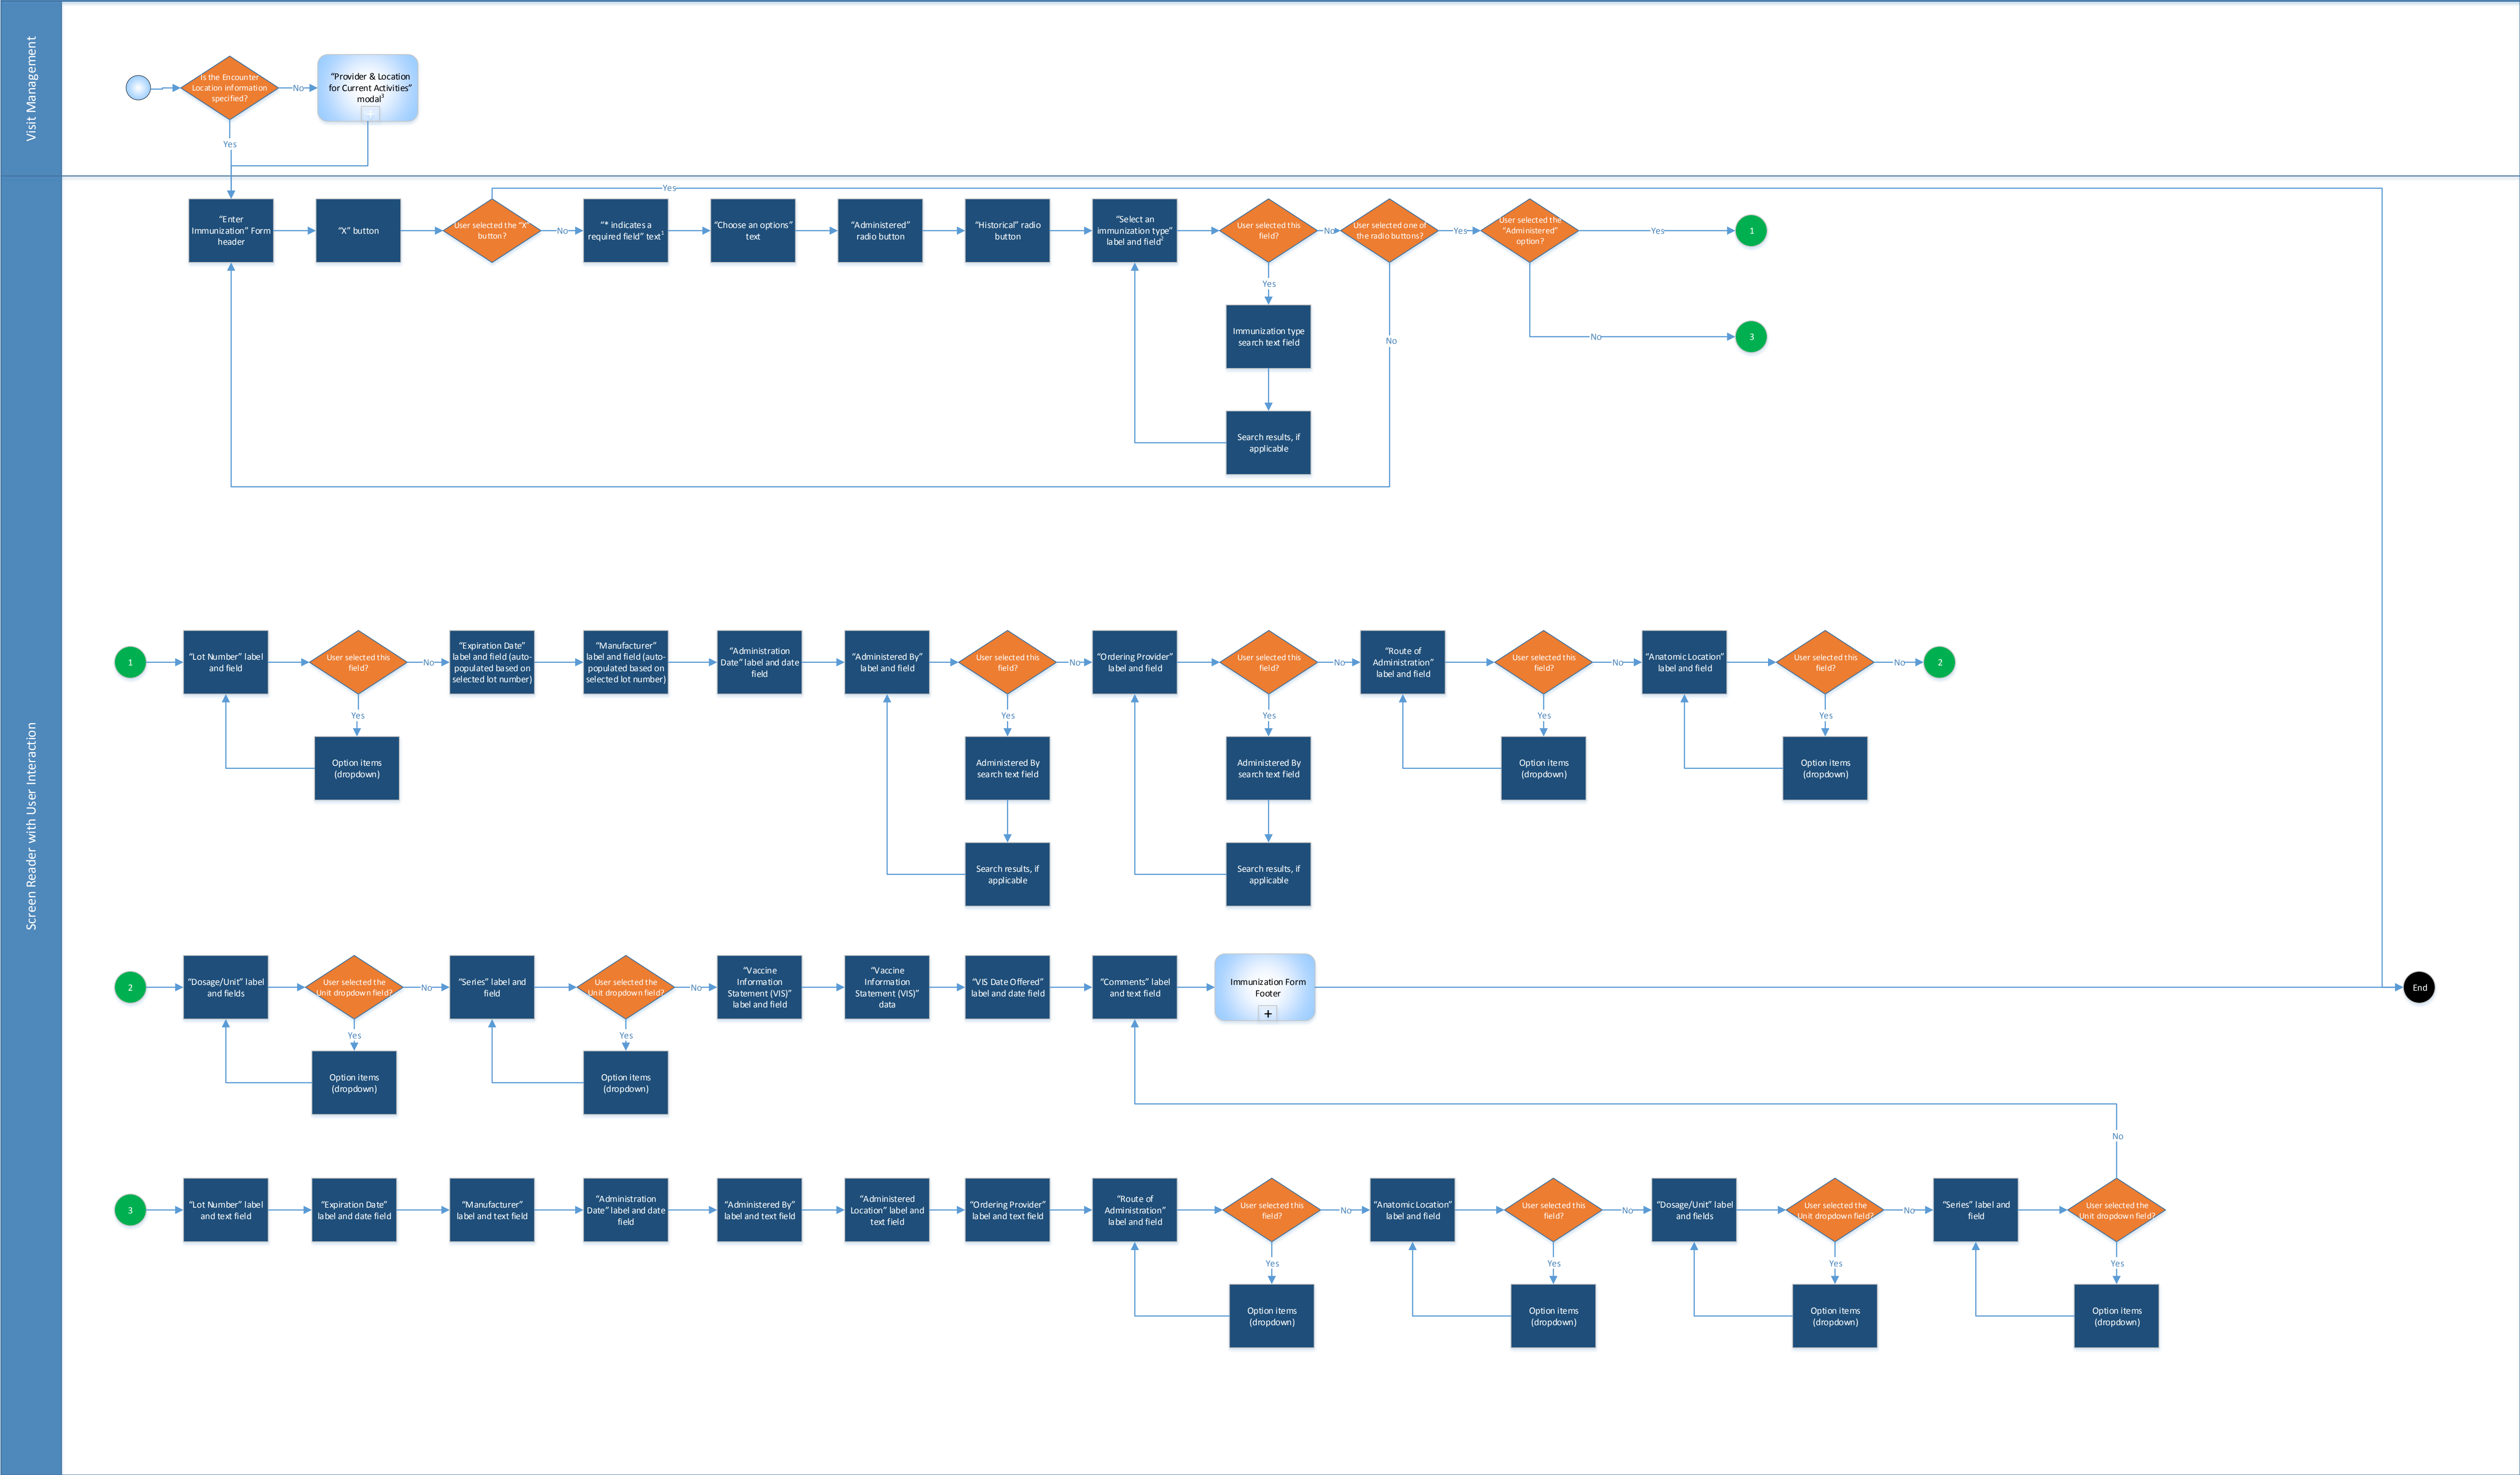 Visit Management
Is the Encounter
Location information
specified?
No
“Provider & Location
for Current Activities”
modal3
+
Yes
Screen Reader with User Interaction
Yes
“Enter
Immunization” Form
header
“X” button
User selected the “X”
button?
No
“* indicates a
required field” text1
“Choose an options”
text
“Administered”
radio button
“Historical” radio
button
“Select an
immunization type”
label and field2
User selected this
field?
No
User selected one of
the radio buttons?
Yes
User selected the
“Administered”
option?
Yes
1
Yes
Immunization type
search text field
No
No
3
Search results, if
applicable
1
“Lot Number” label
and field
User selected this
field?
No
“Expiration Date”
label and field (auto-
populated based on
selected lot number)
“Manufacturer”
label and field (auto-
populated based on
selected lot number)
“Administration
Date” label and date
field
“Administered By”
label and field
User selected this
field?
No
“Ordering Provider”
label and field
User selected this
field?
No
“Route of
Administration”
label and field
User selected this
field?
No
“Anatomic Location”
label and field
User selected this
field?
No
2
Yes
Yes
Yes
Yes
Yes
Option items
(dropdown)
Administered By
search text field
Administered By
search text field
Option items
(dropdown)
Option items
(dropdown)
Search results, if
applicable
Search results, if
applicable
2
“Dosage/Unit” label
and fields
User selected the
Unit dropdown field?
No
“Series” label and
field
User selected the
Unit dropdown field?
No
“Vaccine
Information
Statement (VIS)”
label and field
“Vaccine
Information
Statement (VIS)”
data
“VIS Date Offered”
label and date field
“Comments” label
and text field
Immunization Form
Footer
+
End
Yes
Yes
Option items
(dropdown)
Option items
(dropdown)
No
3
“Lot Number” label
and text field
“Expiration Date”
label and date field
“Manufacturer”
label and text field
“Administration
Date” label and date
field
“Administered By”
label and text field
“Administered
Location” label and
text field
“Ordering Provider”
label and text field
“Route of
Administration”
label and field
User selected this
field?
No
“Anatomic Location”
label and field
User selected this
field?
No
“Dosage/Unit” label
and fields
User selected the
Unit dropdown field?
No
“Series” label and
field
User selected the
Unit dropdown field?
Yes
Yes
Yes
Yes
Option items
(dropdown)
Option items
(dropdown)
Option items
(dropdown)
Option items
(dropdown)